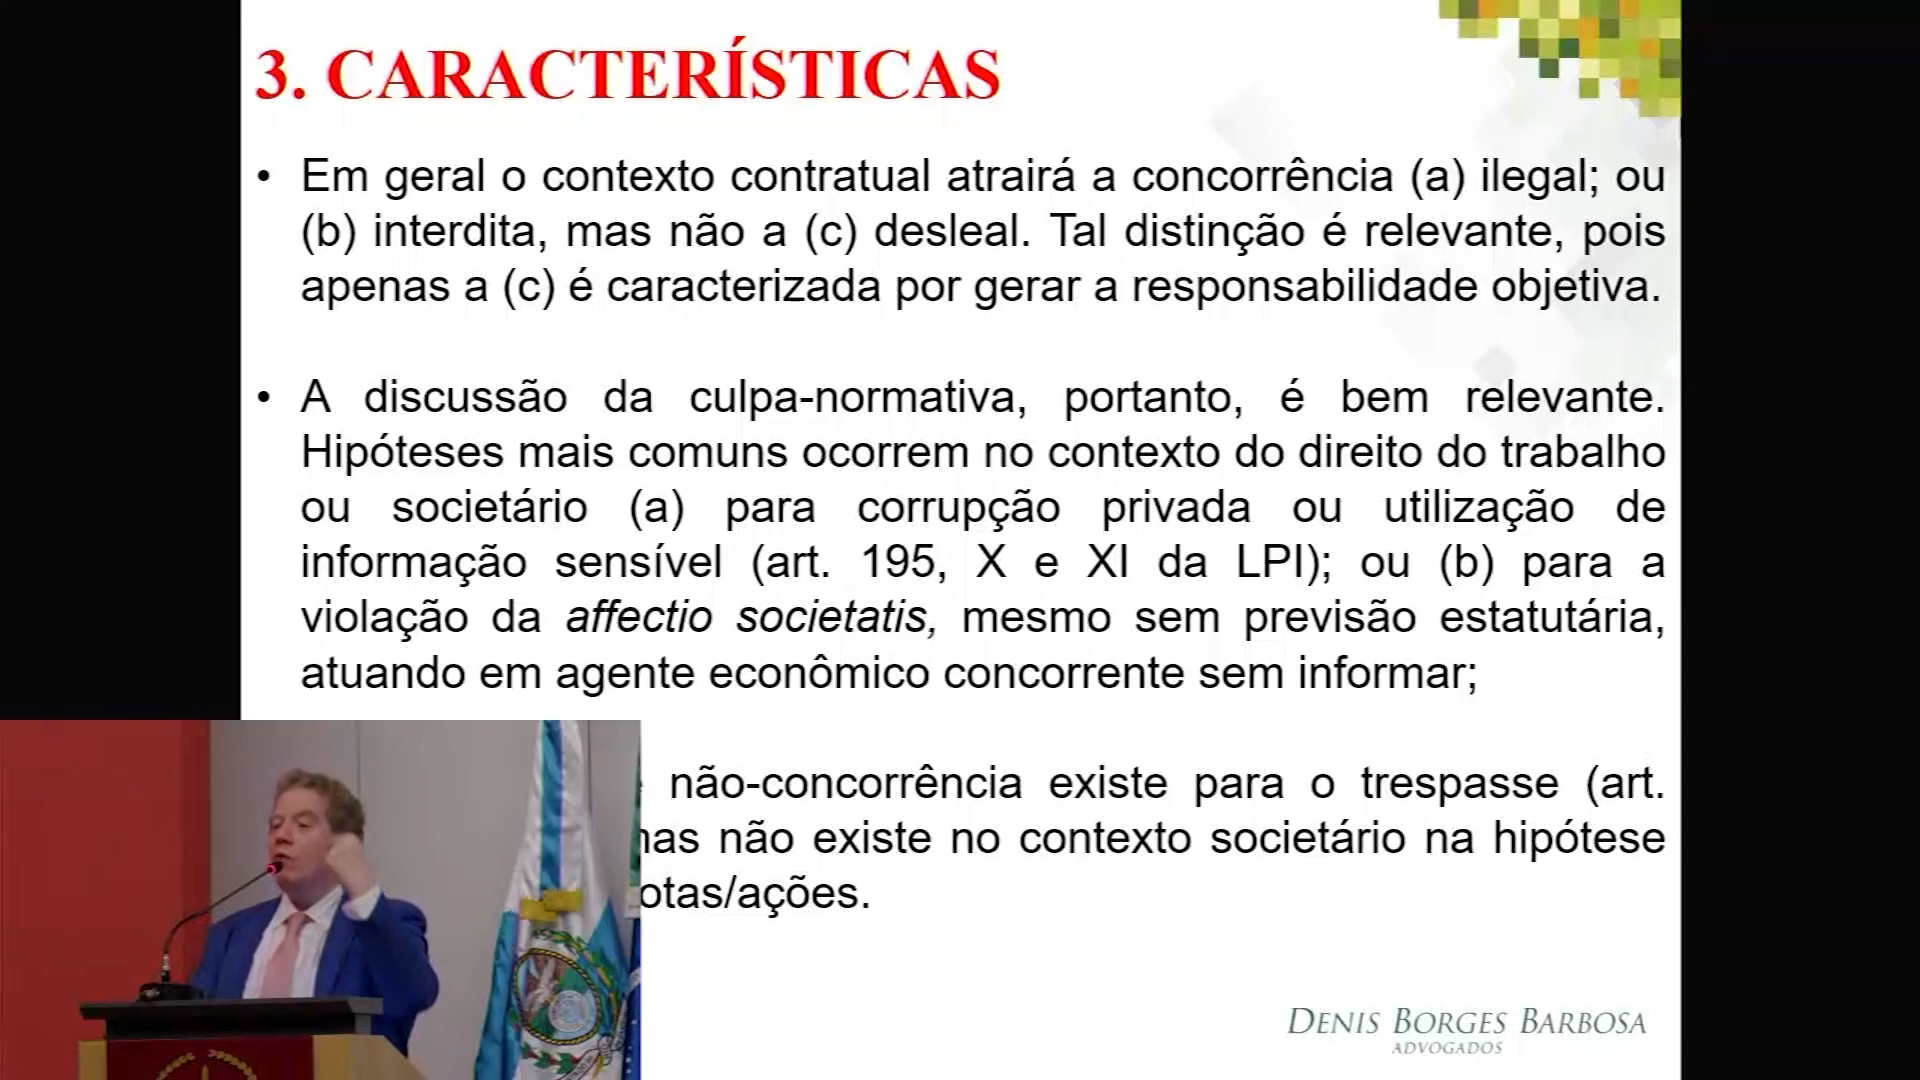 3. CARACTERÍSTICAS
• Em geral o contexto contratual atrairá a concorrência (a) ilegal; ou
(b) interdita, mas não a (c) desleal. Tal distinção é relevante, pois
apenas a (c) é caracterizada por gerar a responsabilidade objetiva.
• A discussão da culpa-normativa, portanto, é bem relevante.
Hipóteses mais comuns ocorrem no contexto do direito do trabalho
ou societário (a) para corrupção privada ou utilização de
informação sensível (art. 195, X e XI da LPI); ou (b) para a
violação da affectio societatis, mesmo sem previsão estatutária,
atuando em agente econômico concorrente sem informar;
não-concorrência existe para o trespasse (art.
não existe no contexto societário na hipótese
otas/ações.
DENIS BORGES BARBOSA
ADVOGADOS